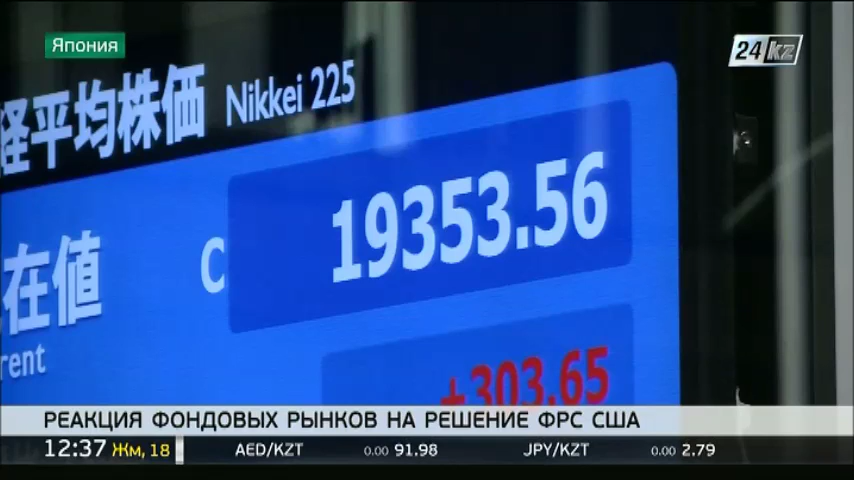 Япония
24kz
経平均株価 Nikkei 225
19353.56
在値 C
rent
+303.65
РЕАКЦИЯ ФОНДОВЫХ РЫНКОВ НА РЕШЕНИЕ ФРС США
12:37 Жм, 18 AED/KZT 0.00 91.98 JPY/KZT 0.00 2.79